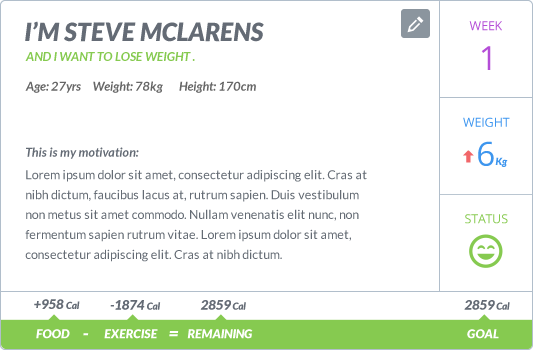 I'M STEVE MCLARENS
AND I WANT TO LOSE WEIGHT .
Age: 27yrs Weight: 78kg Height: 170cm
This is my motivation:
Lorem ipsum dolor sit amet, consectetur adipiscing elit. Cras at
nibh dictum, faucibus lacus at, rutrum sapien. Duis vestibulum
non metus sit amet commodo. Nullam venenatis elit nunc, non
fermentum sapien rutrum vitae. Lorem ipsum dolor sit amet,
consectetur adipiscing elit. Cras at nibh dictum.
WEEK
1
WEIGHT
6Kg
STATUS
+958 Cal -1874 Cal 2859 Cal 2859 Cal
FOOD - EXERCISE = REMAINING GOAL